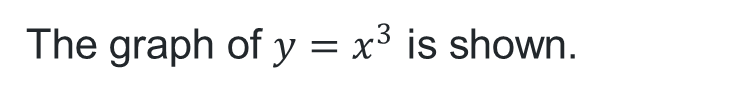 The graph of y = x³ is shown.